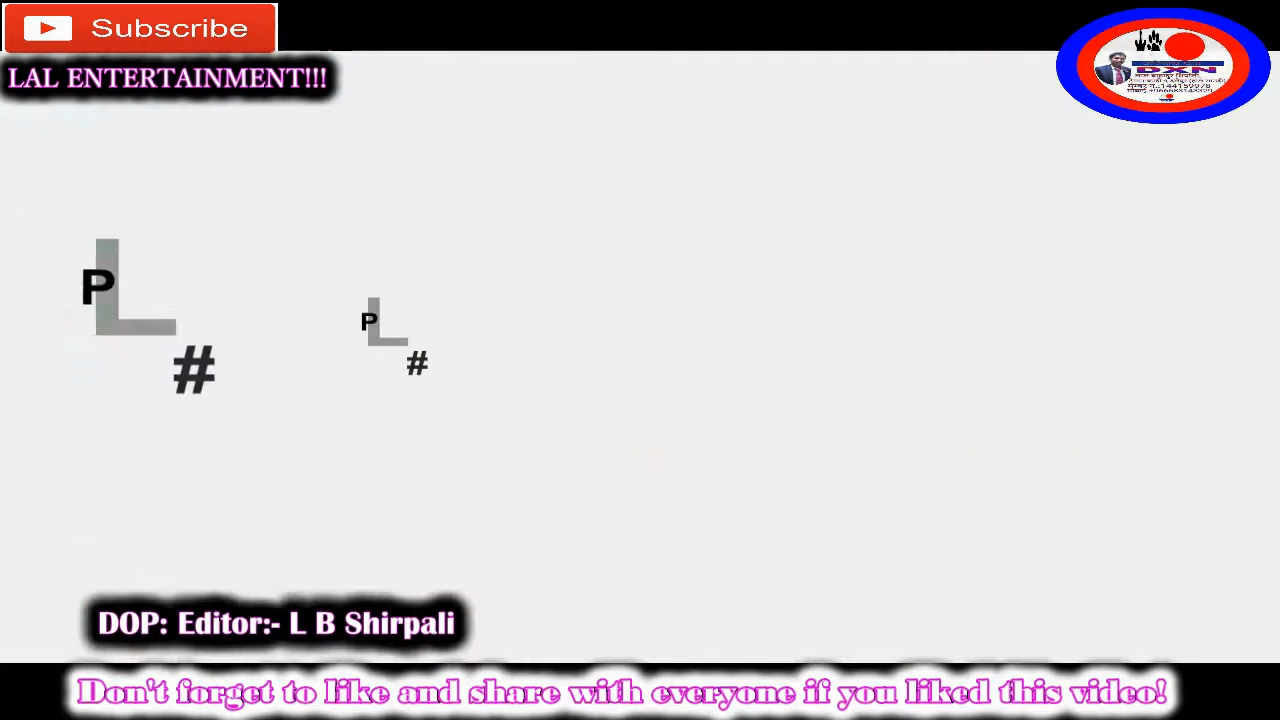 Subscribe
LAL ENTERTAINMENT!!!
DXN
P
#
P
#
DOP: Editor:- L B Shirpali
Don't forget to like and share with everyone if you liked this video!